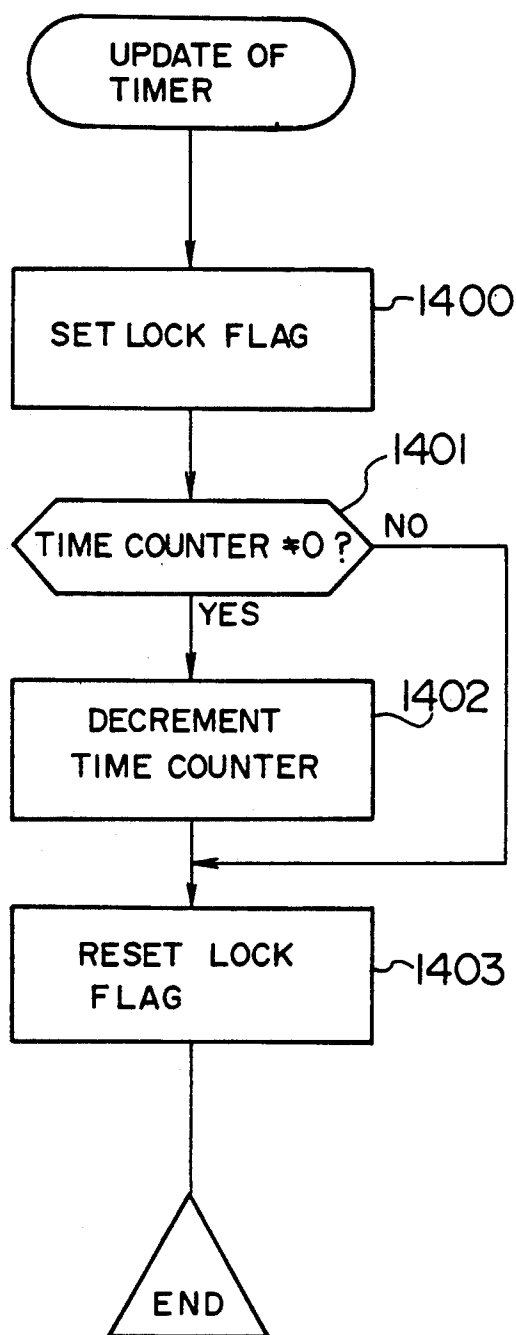 UPDATE OF
TIMER
1400
SET LOCK FLAG
1401
TIME COUNTER ≠0 ?
NO
YES
1402
DECREMENT
TIME COUNTER
RESET LOCK
FLAG
1403
END